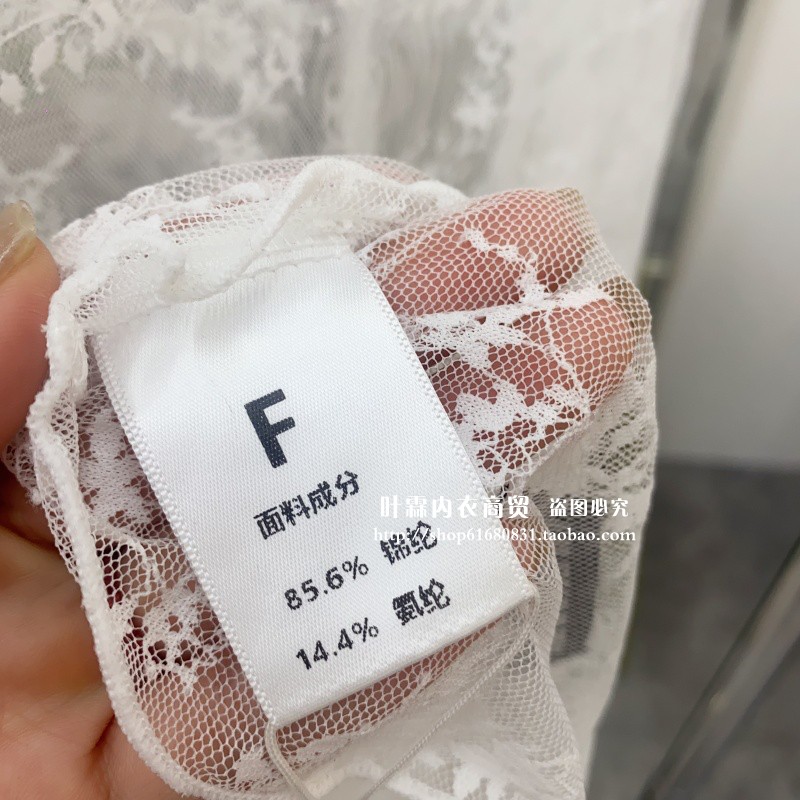 F
面料成分
85.6% 锦纶
14.4% 氨纶
叶霖内衣商贸 盗图必究
http://shop61680831.taobao.com